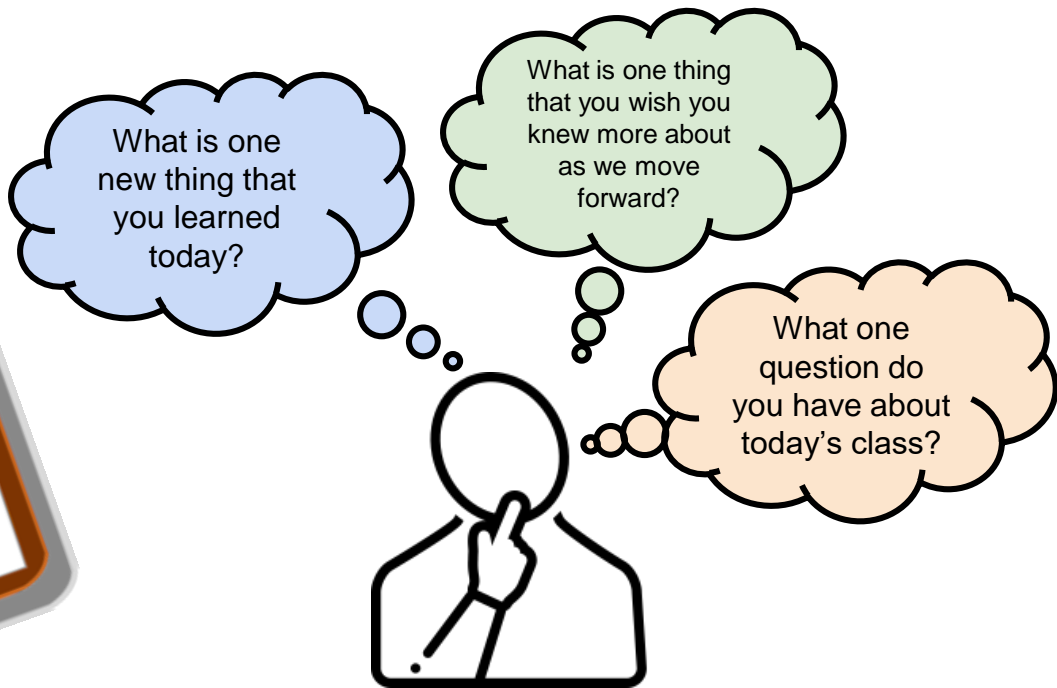 What is one
new thing that
you learned
today?
What is one thing
that you wish you
knew more about
as we move
forward?
What one
question do
you have about
today’s class?